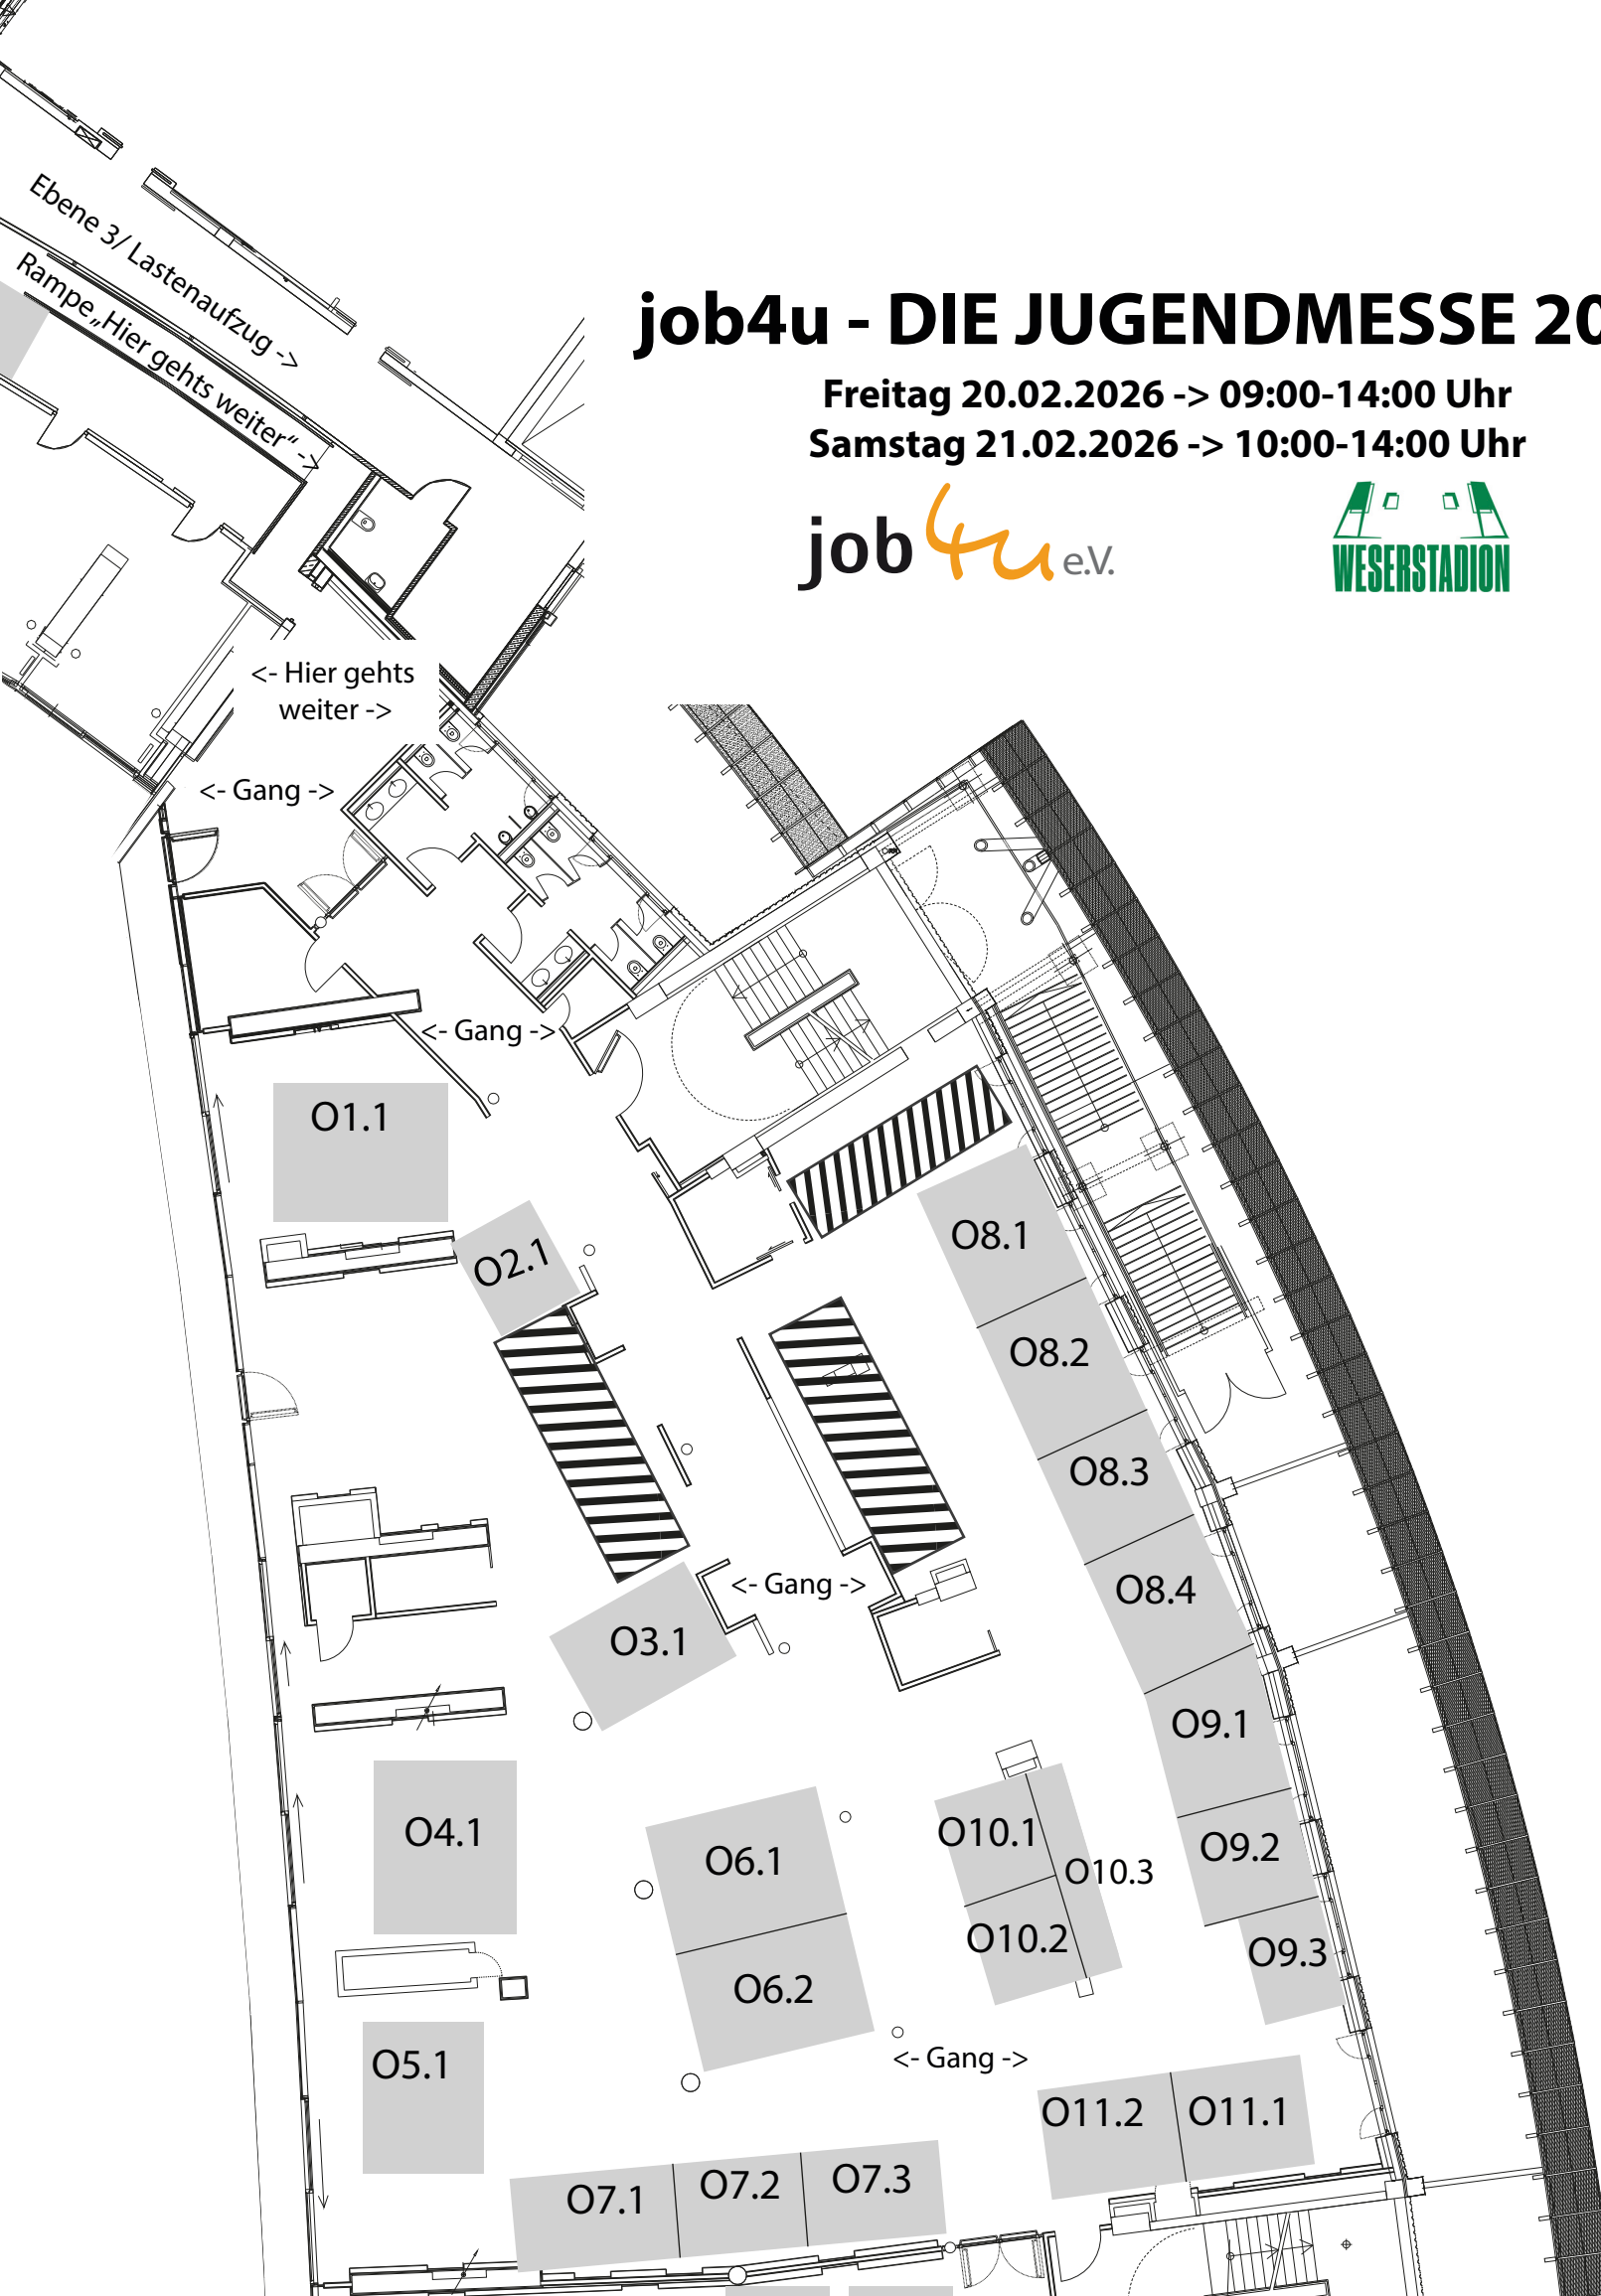 Ebene 3/ Lastenaufzug ->
Rampe„Hier gehts weiter“ ->
job4u - DIE JUGENDMESSE 20
Freitag 20.02.2026 -> 09:00-14:00 Uhr
Samstag 21.02.2026 -> 10:00-14:00 Uhr
job4u e.V.
WESERSTADION
<- Hier gehts
weiter ->
<- Gang ->
<- Gang ->
O1.1
O2.1
O8.1
O8.2
O8.3
O8.4
<- Gang ->
O3.1
O9.1
O4.1
O6.1
O10.1
O10.3
O9.2
O10.2
O9.3
O6.2
<- Gang ->
O5.1
O11.2
O11.1
O7.1
O7.2
O7.3